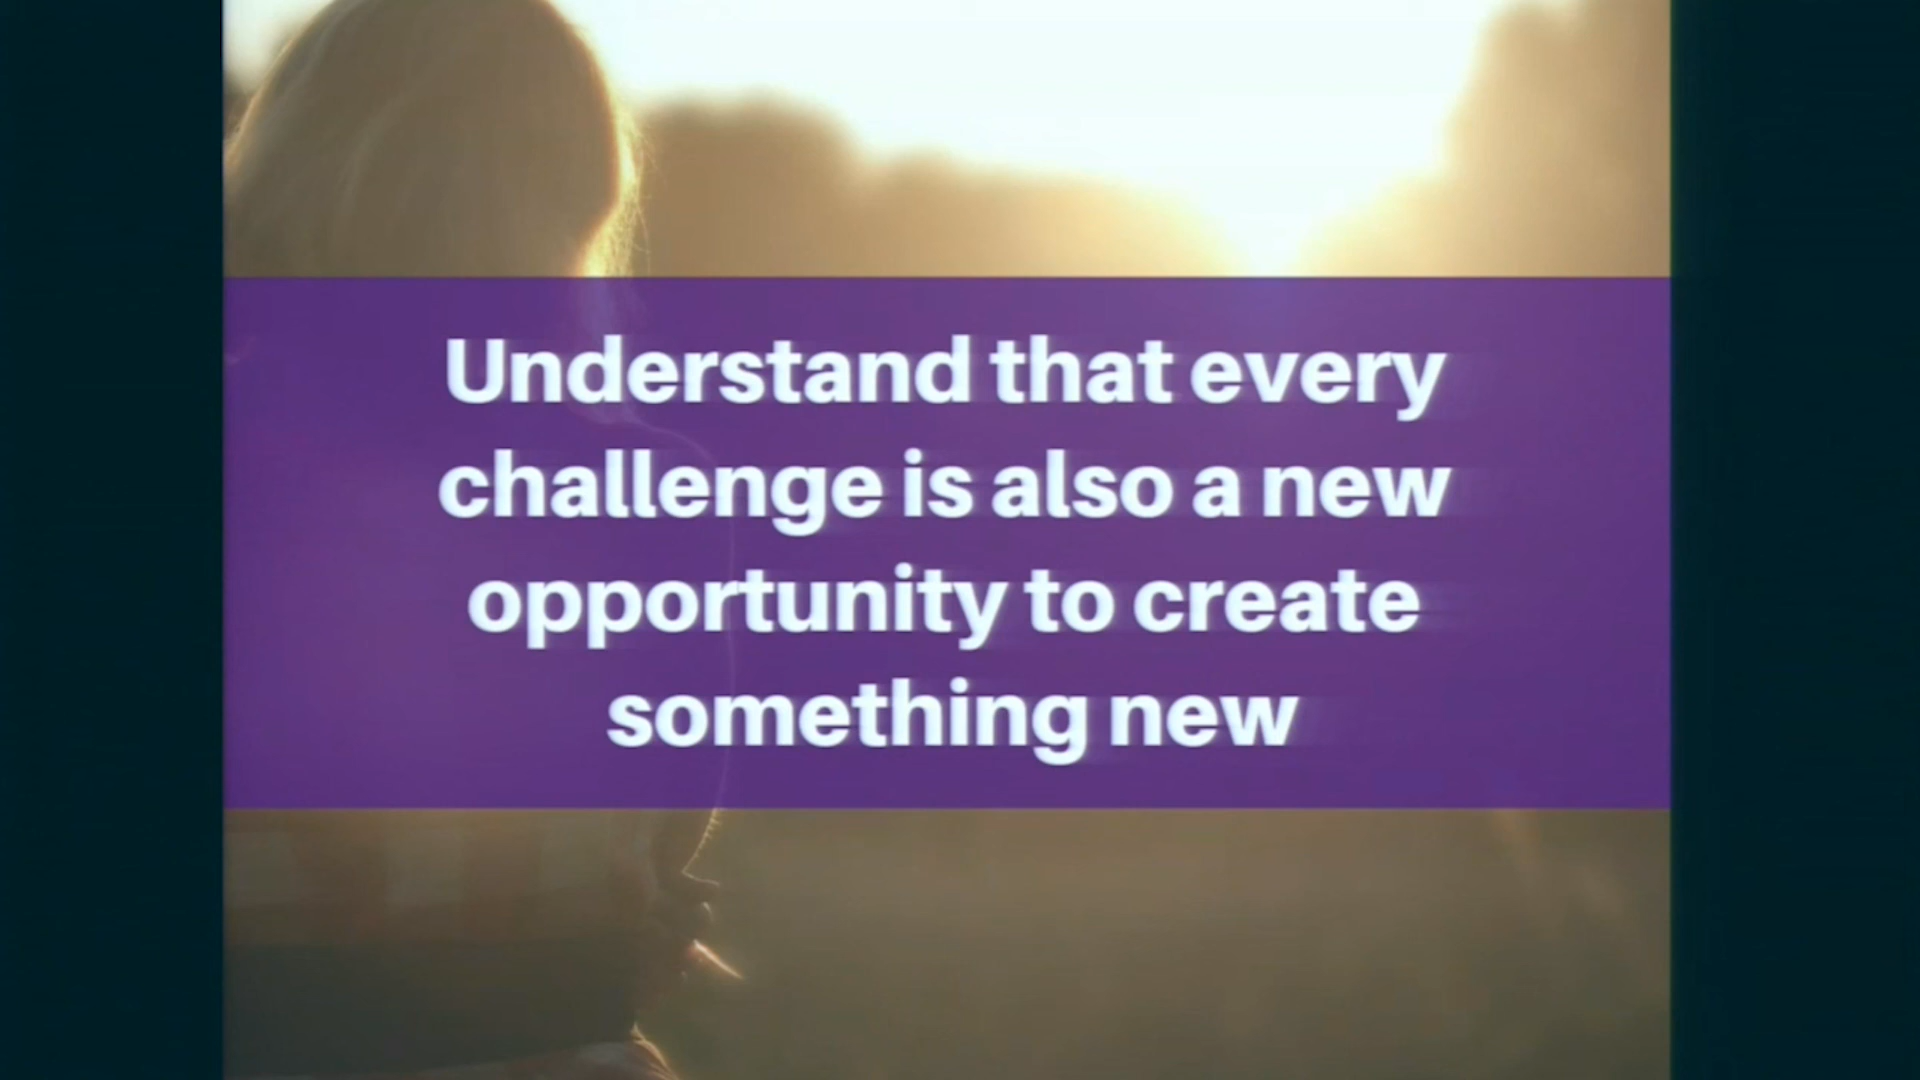 Understand that every
challenge is also a new
opportunity to create
something new